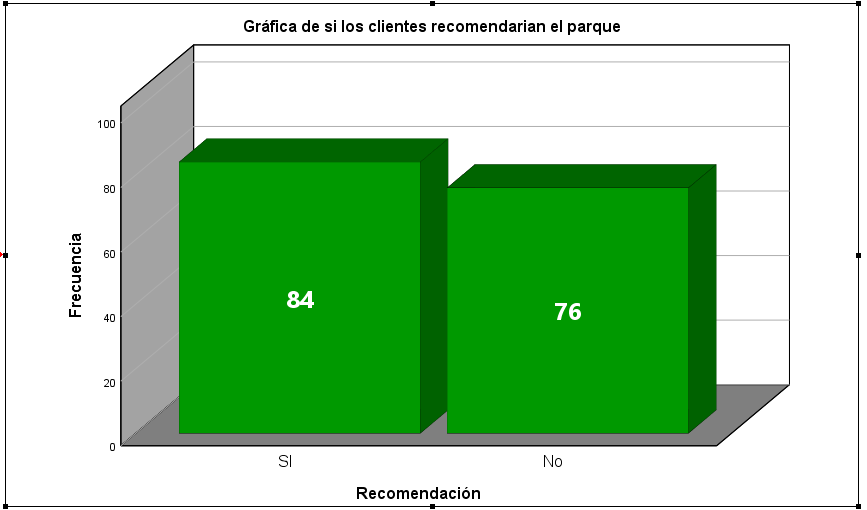 Gráfica de si los clientes recomendarian el parque
Frecuencia
100
80
60
40
20
0
84
76
SI
No
Recomendación